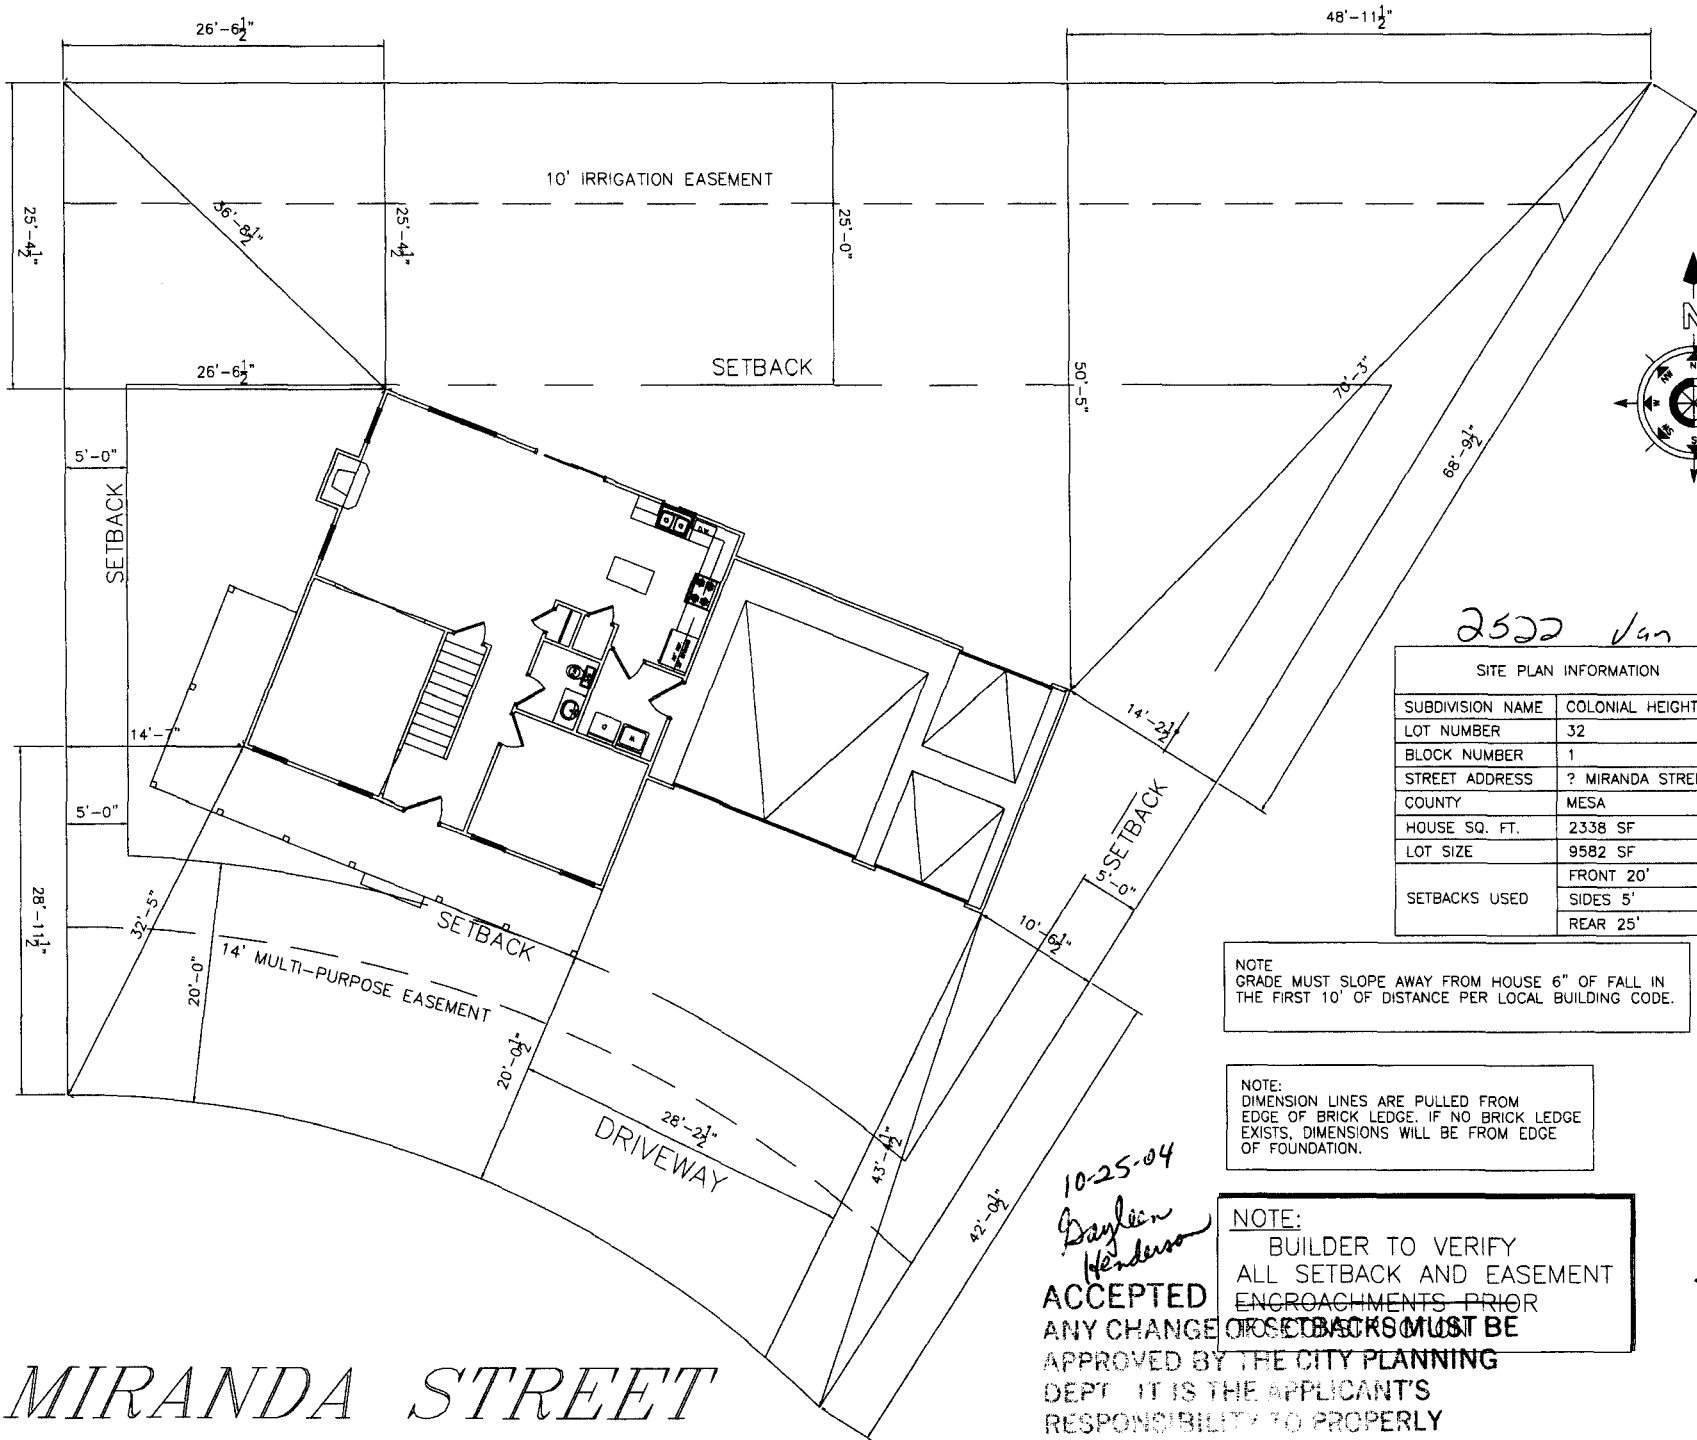 26'-6½"
48'-11½"
10' IRRIGATION EASEMENT
25'-4½"
36'-8½"
25'-4½"
25'-0"
N
26'-6½"
SETBACK
50'-5"
70'-3"
68'-9½"
5'-0"
SETBACK
2522 Van
SITE PLAN INFORMATION
SUBDIVISION NAME COLONIAL HEIGHT
LOT NUMBER 32
BLOCK NUMBER 1
STREET ADDRESS ? MIRANDA STREE
COUNTY MESA
HOUSE SQ. FT. 2338 SF
LOT SIZE 9582 SF
SETBACKS USED FRONT 20'
SIDES 5'
REAR 25'
14'-2½"
14'-7"
5'-0"
SETBACK
5'-0"
28'-11½"
32'-5"
SETBACK
10'-6½"
20'-0"
14' MULTI-PURPOSE EASEMENT
NOTE
GRADE MUST SLOPE AWAY FROM HOUSE 6" OF FALL IN
THE FIRST 10' OF DISTANCE PER LOCAL BUILDING CODE.
20'-0½"
28'-2½"
DRIVEWAY
43'-4½"
42'-0½"
NOTE:
DIMENSION LINES ARE PULLED FROM
EDGE OF BRICK LEDGE. IF NO BRICK LEDGE
EXISTS, DIMENSIONS WILL BE FROM EDGE
OF FOUNDATION.
10-25-04
Gayleen
Henderson
NOTE:
BUILDER TO VERIFY
ALL SETBACK AND EASEMENT
ENCROACHMENTS PRIOR
TO CONSTRUCTION
ACCEPTED
ANY CHANGE OF SETBACKS MUST BE
APPROVED BY THE CITY PLANNING
DEPT IT IS THE APPLICANT'S
RESPONSIBILITY TO PROPERLY
MIRANDA STREET